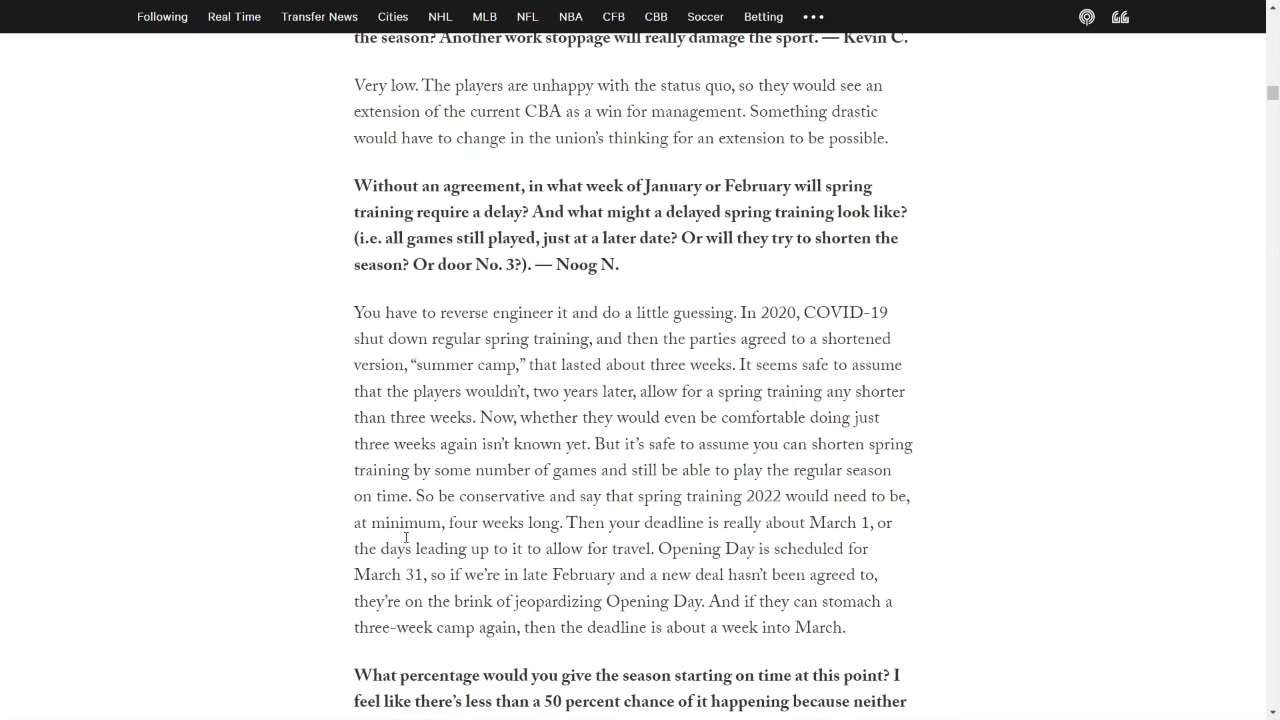 Following Real Time Transfer News Cities NHL MLB NFL NBA CFB CBB Soccer Betting •••
the season? Another work stoppage will really damage the sport. — Kevin C.
Very low. The players are unhappy with the status quo, so they would see an
extension of the current CBA as a win for management. Something drastic
would have to change in the union’s thinking for an extension to be possible.
Without an agreement, in what week of January or February will spring
training require a delay? And what might a delayed spring training look like?
(i.e. all games still played, just at a later date? Or will they try to shorten the
season? Or door No. 3?). — Noog N.
You have to reverse engineer it and do a little guessing. In 2020, COVID-19
shut down regular spring training, and then the parties agreed to a shortened
version, “summer camp,” that lasted about three weeks. It seems safe to assume
that the players wouldn’t, two years later, allow for a spring training any shorter
than three weeks. Now, whether they would even be comfortable doing just
three weeks again isn’t known yet. But it’s safe to assume you can shorten spring
training by some number of games and still be able to play the regular season
on time. So be conservative and say that spring training 2022 would need to be,
at minimum, four weeks long. Then your deadline is really about March 1, or
the days leading up to it to allow for travel. Opening Day is scheduled for
March 31, so if we’re in late February and a new deal hasn’t been agreed to,
they’re on the brink of jeopardizing Opening Day. And if they can stomach a
three-week camp again, then the deadline is about a week into March.
What percentage would you give the season starting on time at this point? I
feel like there’s less than a 50 percent chance of it happening because neither